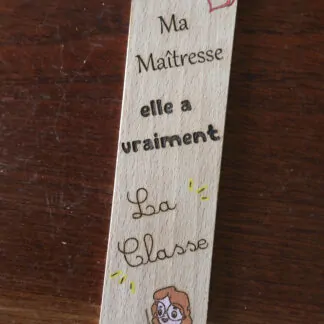 Ma
Maîtresse
elle a
vraiment
La
Classe